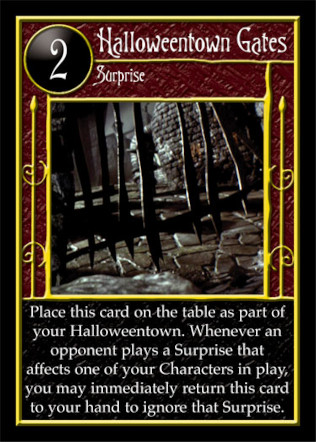 2
Halloweentown Gates
Surprise
Place this card on the table as part of
your Halloweentown. Whenever an
opponent plays a Surprise that
affects one of your Characters in play,
you may immediately return this card
to your hand to ignore that Surprise.